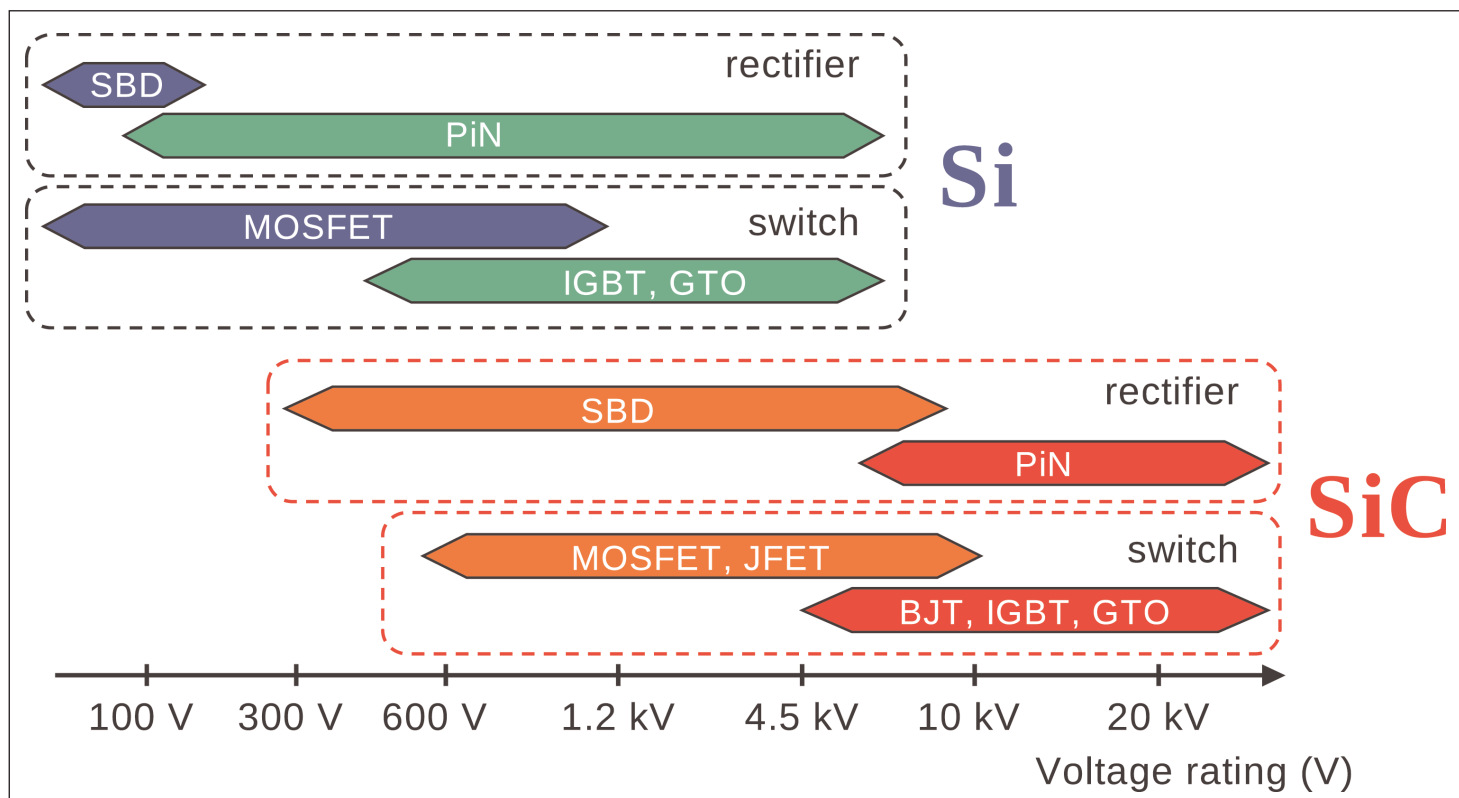 rectifier
SBD
PiN
Si
MOSFET
switch
IGBT, GTO
rectifier
SBD
PiN
SiC
MOSFET, JFET
switch
BJT, IGBT, GTO
100 V 300 V 600 V 1.2 kV 4.5 kV 10 kV 20 kV
Voltage rating (V)